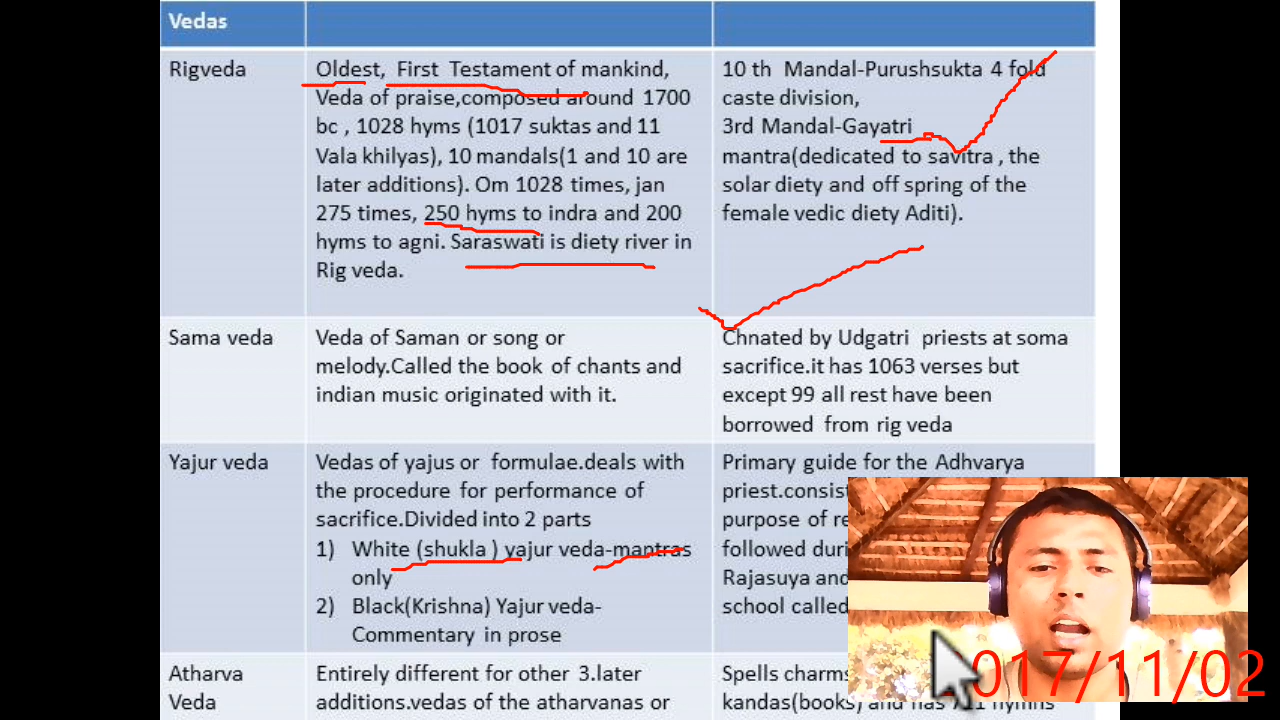 Vedas
Rigveda
Oldest, First Testament of mankind,
Veda of praise,composed around 1700
bc , 1028 hyms (1017 suktas and 11
Vala khilyas), 10 mandals(1 and 10 are
later additions). Om 1028 times, jan
275 times, 250 hyms to indra and 200
hyms to agni. Saraswati is diety river in
Rig veda.
10 th Mandal-Purushsukta 4 fold
caste division,
3rd Mandal-Gayatri
mantra(dedicated to savitra , the
solar diety and off spring of the
female vedic diety Aditi).
Sama veda
Veda of Saman or song or
melody.Called the book of chants and
indian music originated with it.
Chnated by Udgatri priests at soma
sacrifice.it has 1063 verses but
except 99 all rest have been
borrowed from rig veda
Yajur veda
Vedas of yajus or formulae.deals with
the procedure for performance of
sacrifice.Divided into 2 parts
1) White (shukla ) yajur veda-mantras
only
2) Black(Krishna) Yajur veda-
Commentary in prose
Primary guide for the Adhvarya
purpose of
Rajasuya and
school called
Atharva
Veda
Entirely different for other 3.later
additions.vedas of the atharvanas or
Spells
kandas(books) and has hymns
017/11/02